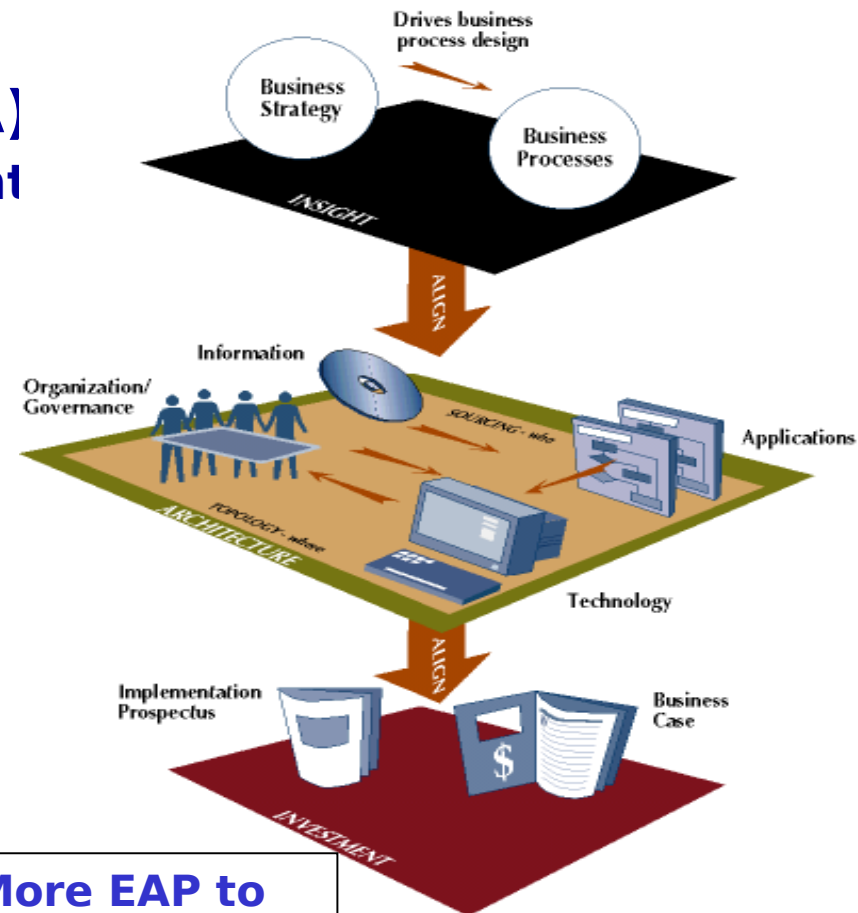 Drives business
process design
Business
Strategy
Business
Processes
INSIGHT
ALIGN
Information
Organization/
Governance
SOURCING - who
Applications
TOPOLOGY - where
ARCHITECTURE
Technology
ALIGN
Implementation
Prospectus
Business
Case
$
INVESTMENT
More EAP to